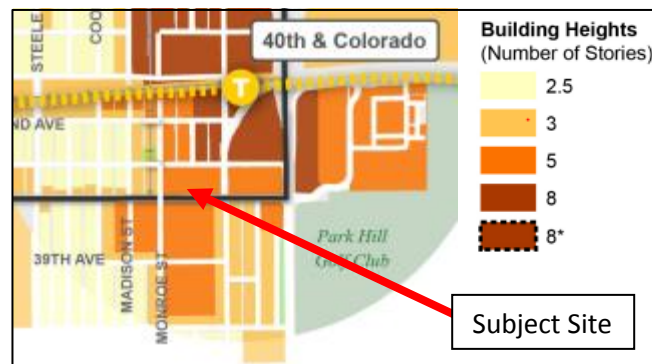 STEELE
COO
40th & Colorado
T
ND AVE
39TH AVE
MADISON ST
MONROE ST
Park Hill
Golf Club
Subject Site
Building Heights
(Number of Stories)
2.5
3
5
8
8*